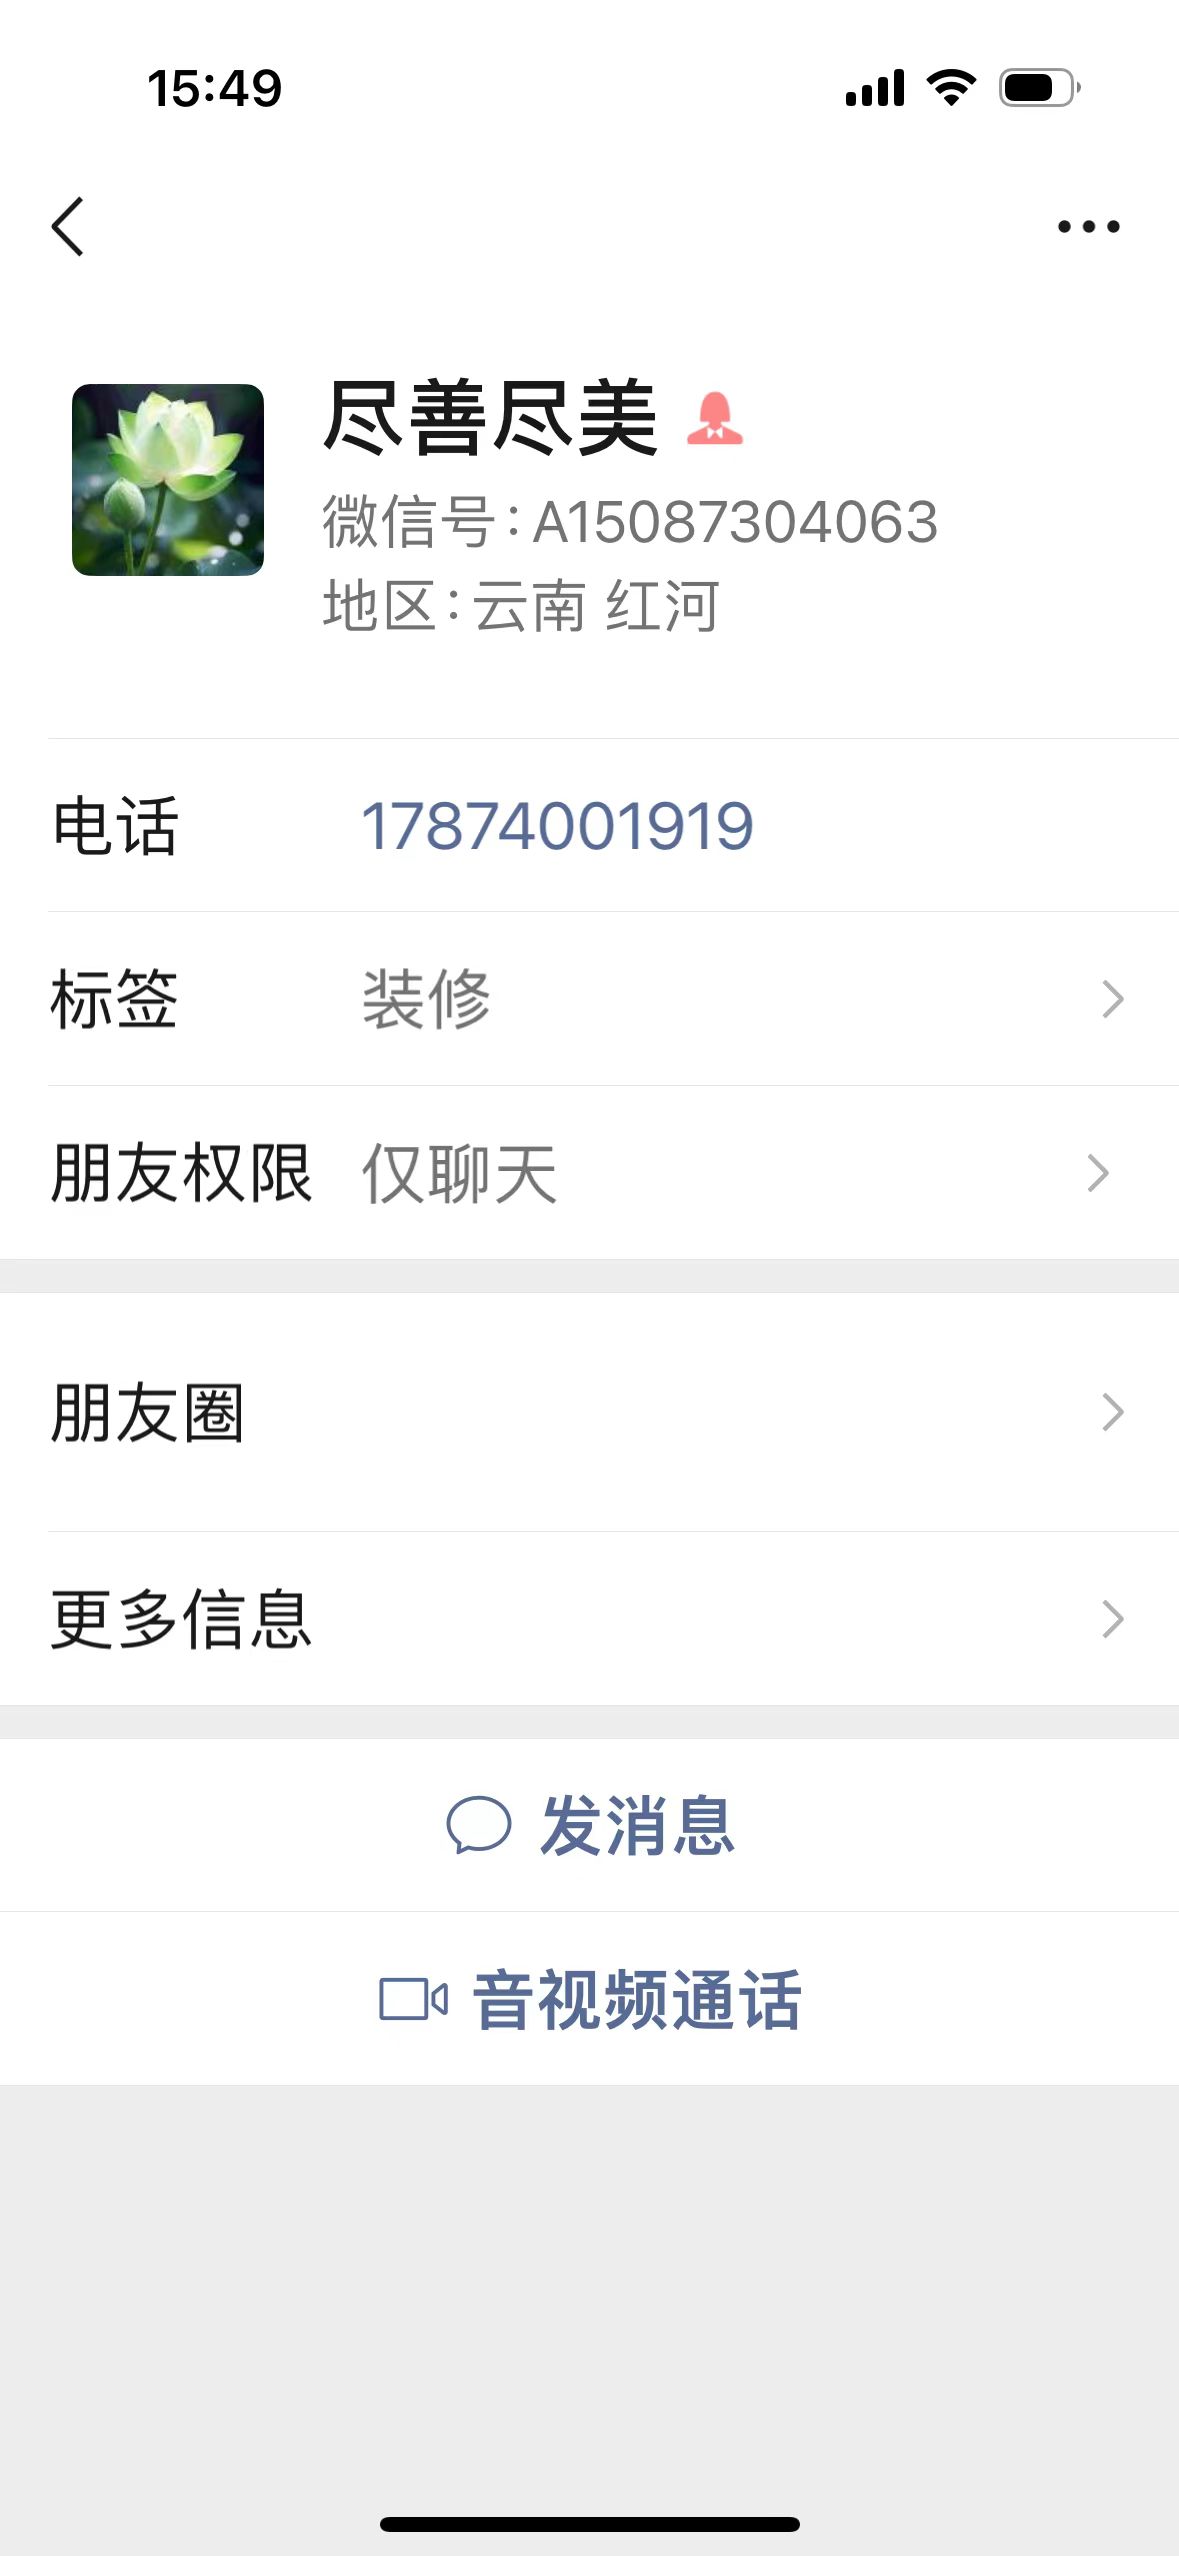 15:49
尽善尽美
微信号:A15087304063
地区:云南 红河
电话 17874001919
标签 装修
朋友权限 仅聊天
朋友圈
更多信息
发消息
音视频通话